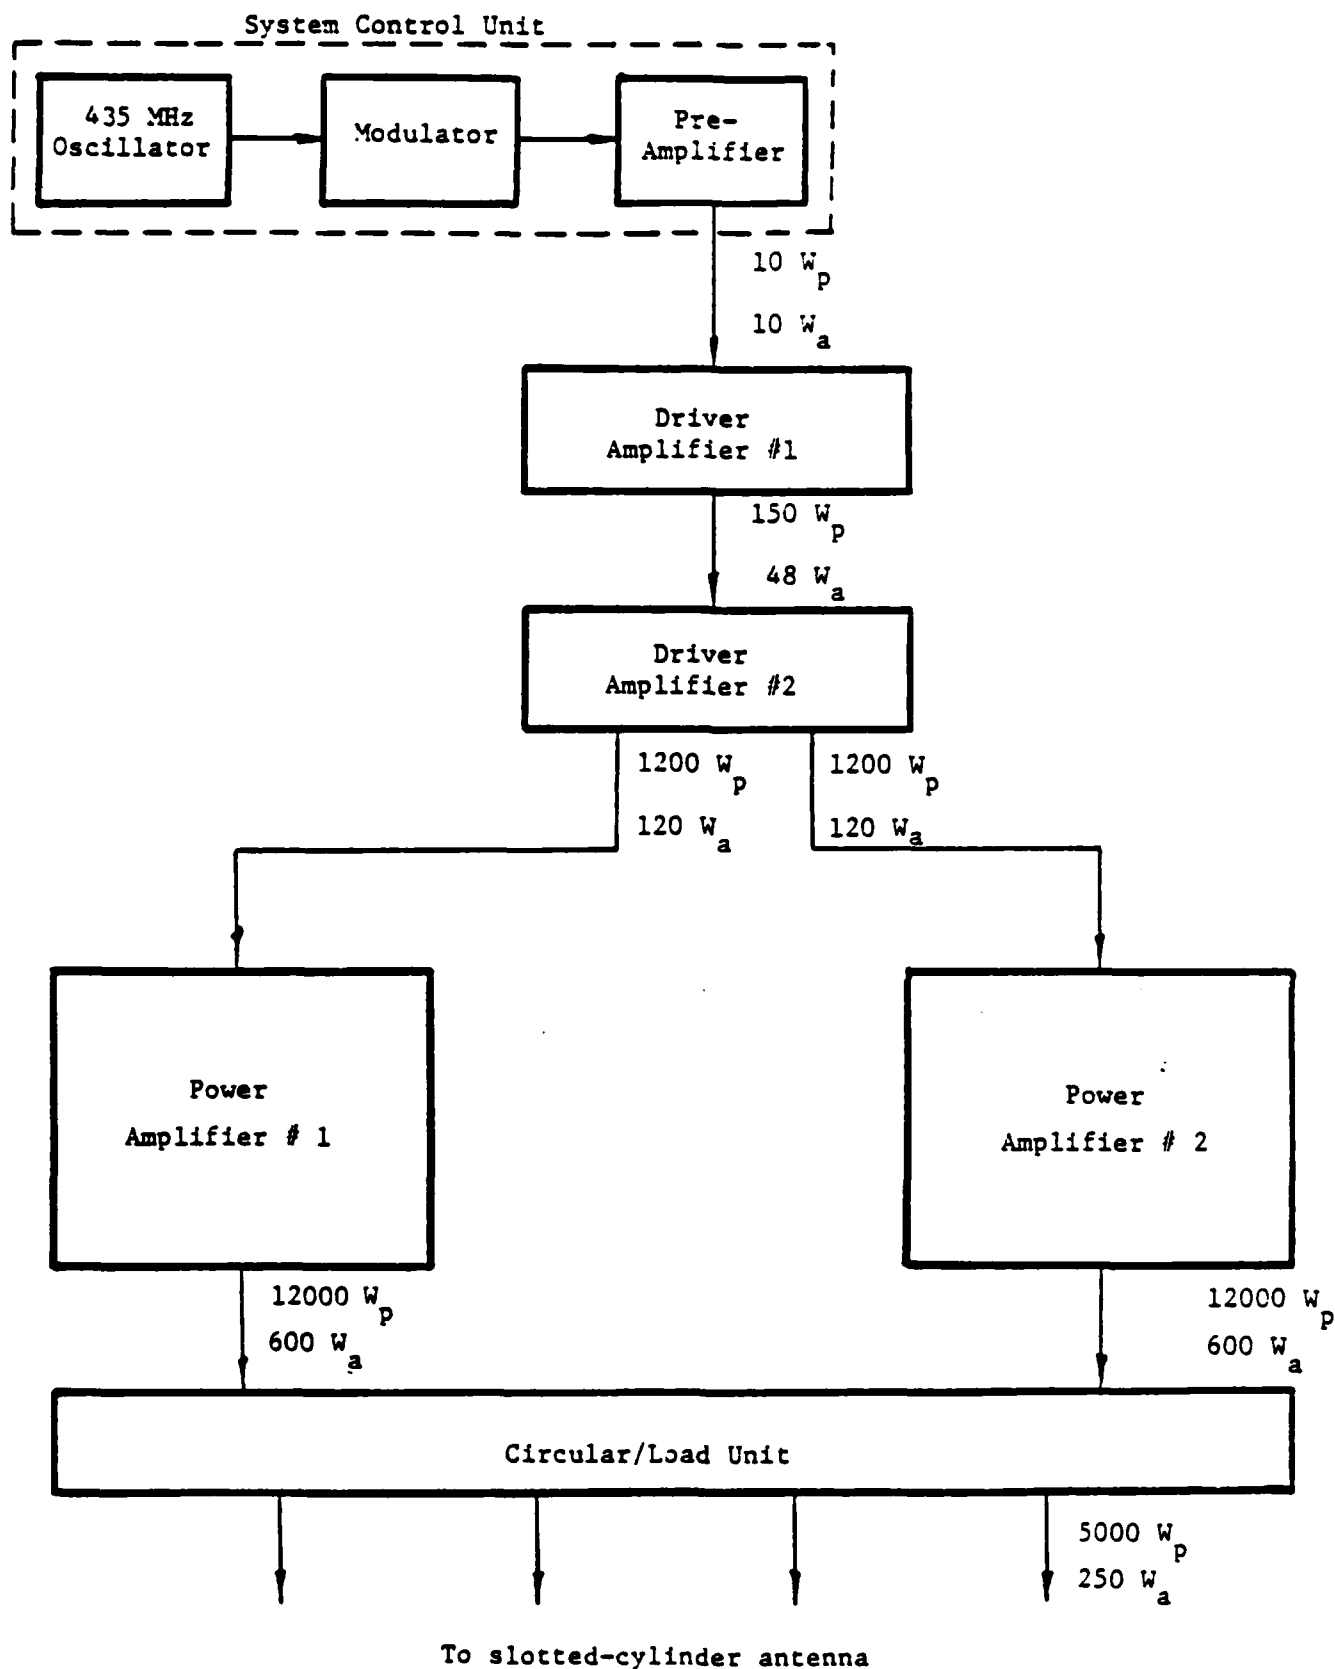 System Control Unit
435 MHz
Oscillator
Modulator
Pre-
Amplifier
10 Wp
10 Wa
Driver
Amplifier #1
150 Wp
48 Wa
Driver
Amplifier #2
1200 Wp
120 Wa
1200 Wp
120 Wa
Power
Amplifier # 1
Power
Amplifier # 2
12000 Wp
600 Wa
12000 Wp
600 Wa
Circular/Load Unit
5000 Wp
250 Wa
To slotted-cylinder antenna